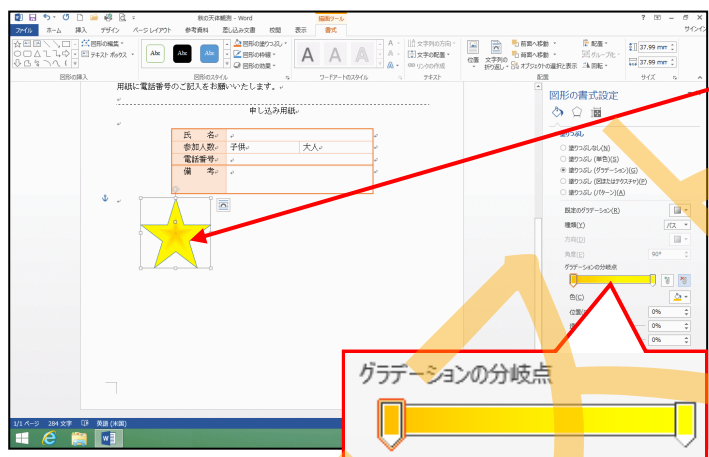 秋の天体観測 - Word
描画ツール
サインイン
ファイル ホーム 挿入 デザイン ページ レイアウト 参考資料 差し込み文書 校閲 表示 書式
図形の編集
テキスト ボックス
Abc Abc Abc
図形の塗りつぶし
図形の枠線
図形の効果
A A A
文字列の方向
文字の配置
リンクの作成
位置
文字列の折り返し
前面へ移動
背面へ移動
オブジェクトの選択と表示
配置
グループ化
回転
37.99 mm
37.99 mm
図形の挿入 図形のスタイル ワードアートのスタイル テキスト 配置 サイズ
用紙に電話番号のご記入をお願いいたします。
申し込み用紙
氏 名
参加人数 子供 大人
電話番号
備 考
図形の書式設定
塗りつぶし
塗りつぶしなし(N)
塗りつぶし (単色)(S)
塗りつぶし (グラデーション)(G)
塗りつぶし (図またはテクスチャ)(P)
塗りつぶし (パターン)(A)
既定のグラデーション(R)
種類(Y) パス
方向(D)
角度(E) 90°
グラデーションの分岐点
色(C)
0%
0%
0%
グラデーションの分岐点
1/1 ページ 284 文字 英語 (米国)